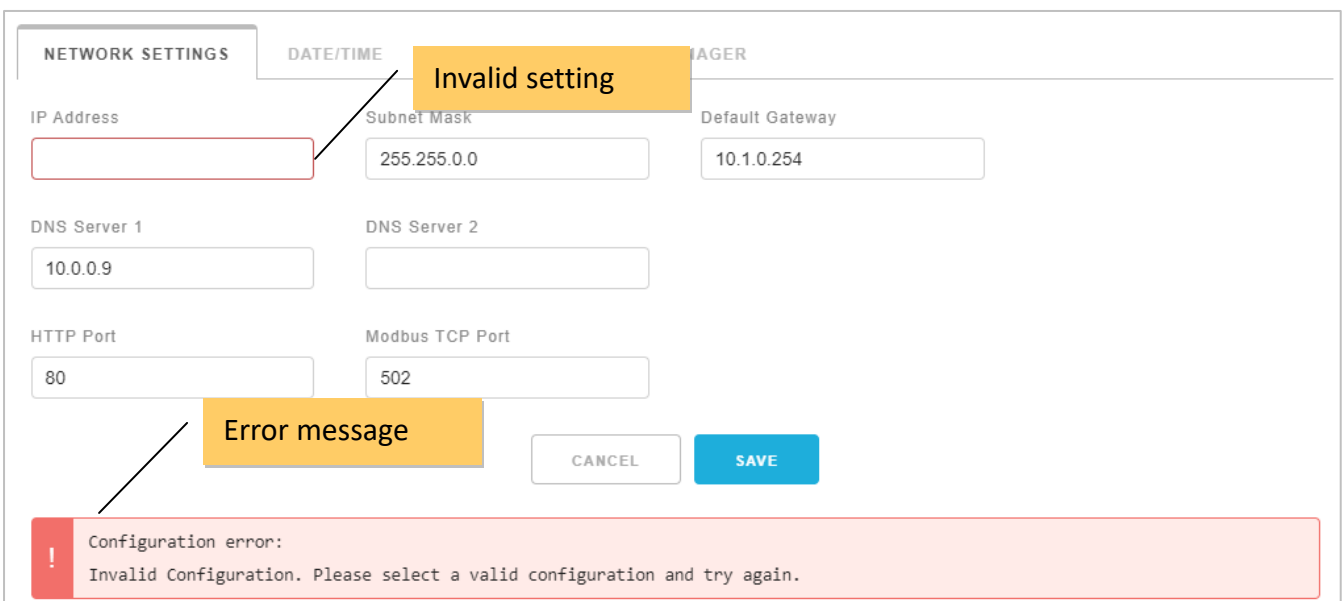 NETWORK SETTINGS DATE/TIME
Invalid setting
IP Address Subnet Mask Default Gateway
255.255.0.0 10.1.0.254
DNS Server 1 DNS Server 2
10.0.0.9
HTTP Port Modbus TCP Port
80 502
Error message
CANCEL SAVE
!
Configuration error:
Invalid Configuration. Please select a valid configuration and try again.